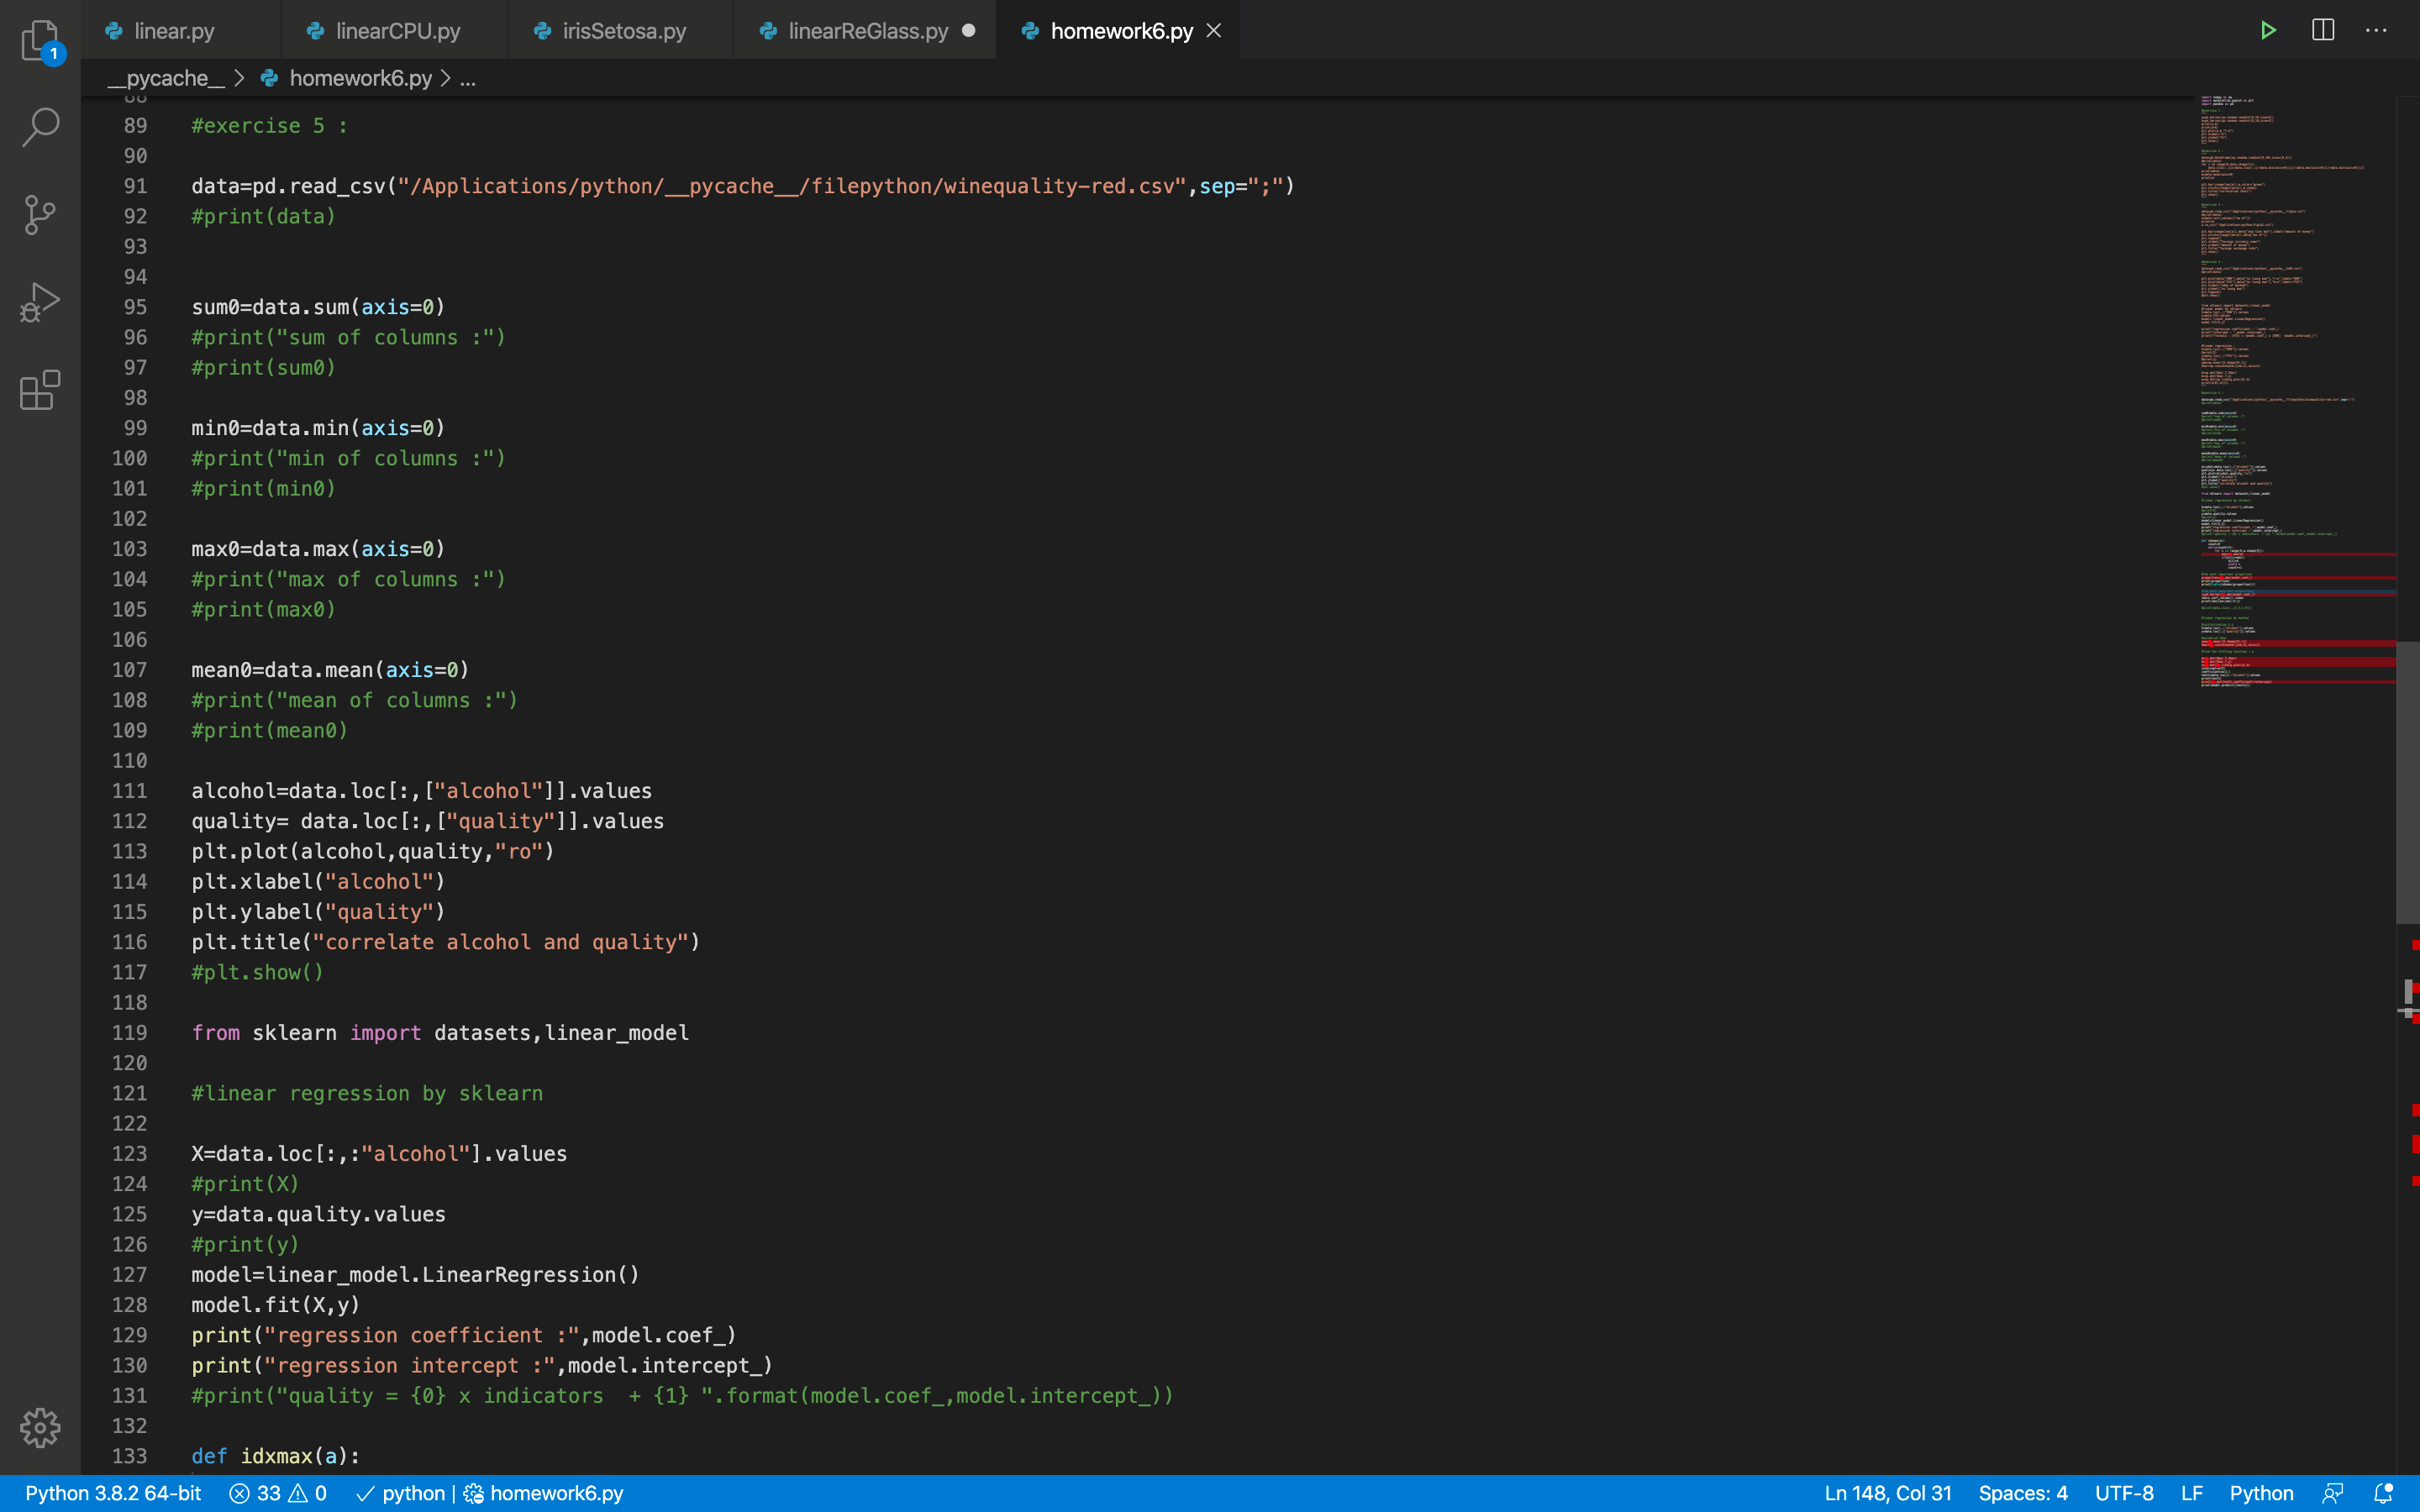 1
linear.py
linearCPU.py
irisSetosa.py
linearReGlass.py
homework6.py
__pycache__ > homework6.py > ...
88
89 #exercise 5 :
90
91 data=pd.read_csv("/Applications/python/__pycache__/filepython/winequality-red.csv",sep=";")
92 #print(data)
93
94
95 sum0=data.sum(axis=0)
96 #print("sum of columns :")
97 #print(sum0)
98
99 min0=data.min(axis=0)
100 #print("min of columns :")
101 #print(min0)
102
103 max0=data.max(axis=0)
104 #print("max of columns :")
105 #print(max0)
106
107 mean0=data.mean(axis=0)
108 #print("mean of columns :")
109 #print(mean0)
110
111 alcohol=data.loc[:,["alcohol"]].values
112 quality= data.loc[:,["quality"]].values
113 plt.plot(alcohol,quality,"ro")
114 plt.xlabel("alcohol")
115 plt.ylabel("quality")
116 plt.title("correlate alcohol and quality")
117 #plt.show()
118
119 from sklearn import datasets,linear_model
120
121 #linear regression by sklearn
122
123 X=data.loc[:,:"alcohol"].values
124 #print(X)
125 y=data.quality.values
126 #print(y)
127 model=linear_model.LinearRegression()
128 model.fit(X,y)
129 print("regression coefficient :",model.coef_)
130 print("regression intercept :",model.intercept_)
131 #print("quality = {0} x indicators  + {1} ".format(model.coef_,model.intercept_))
132
133 def idxmax(a):
Python 3.8.2 64-bit 33 0 python | homework6.py Ln 148, Col 31 Spaces: 4 UTF-8 LF Python